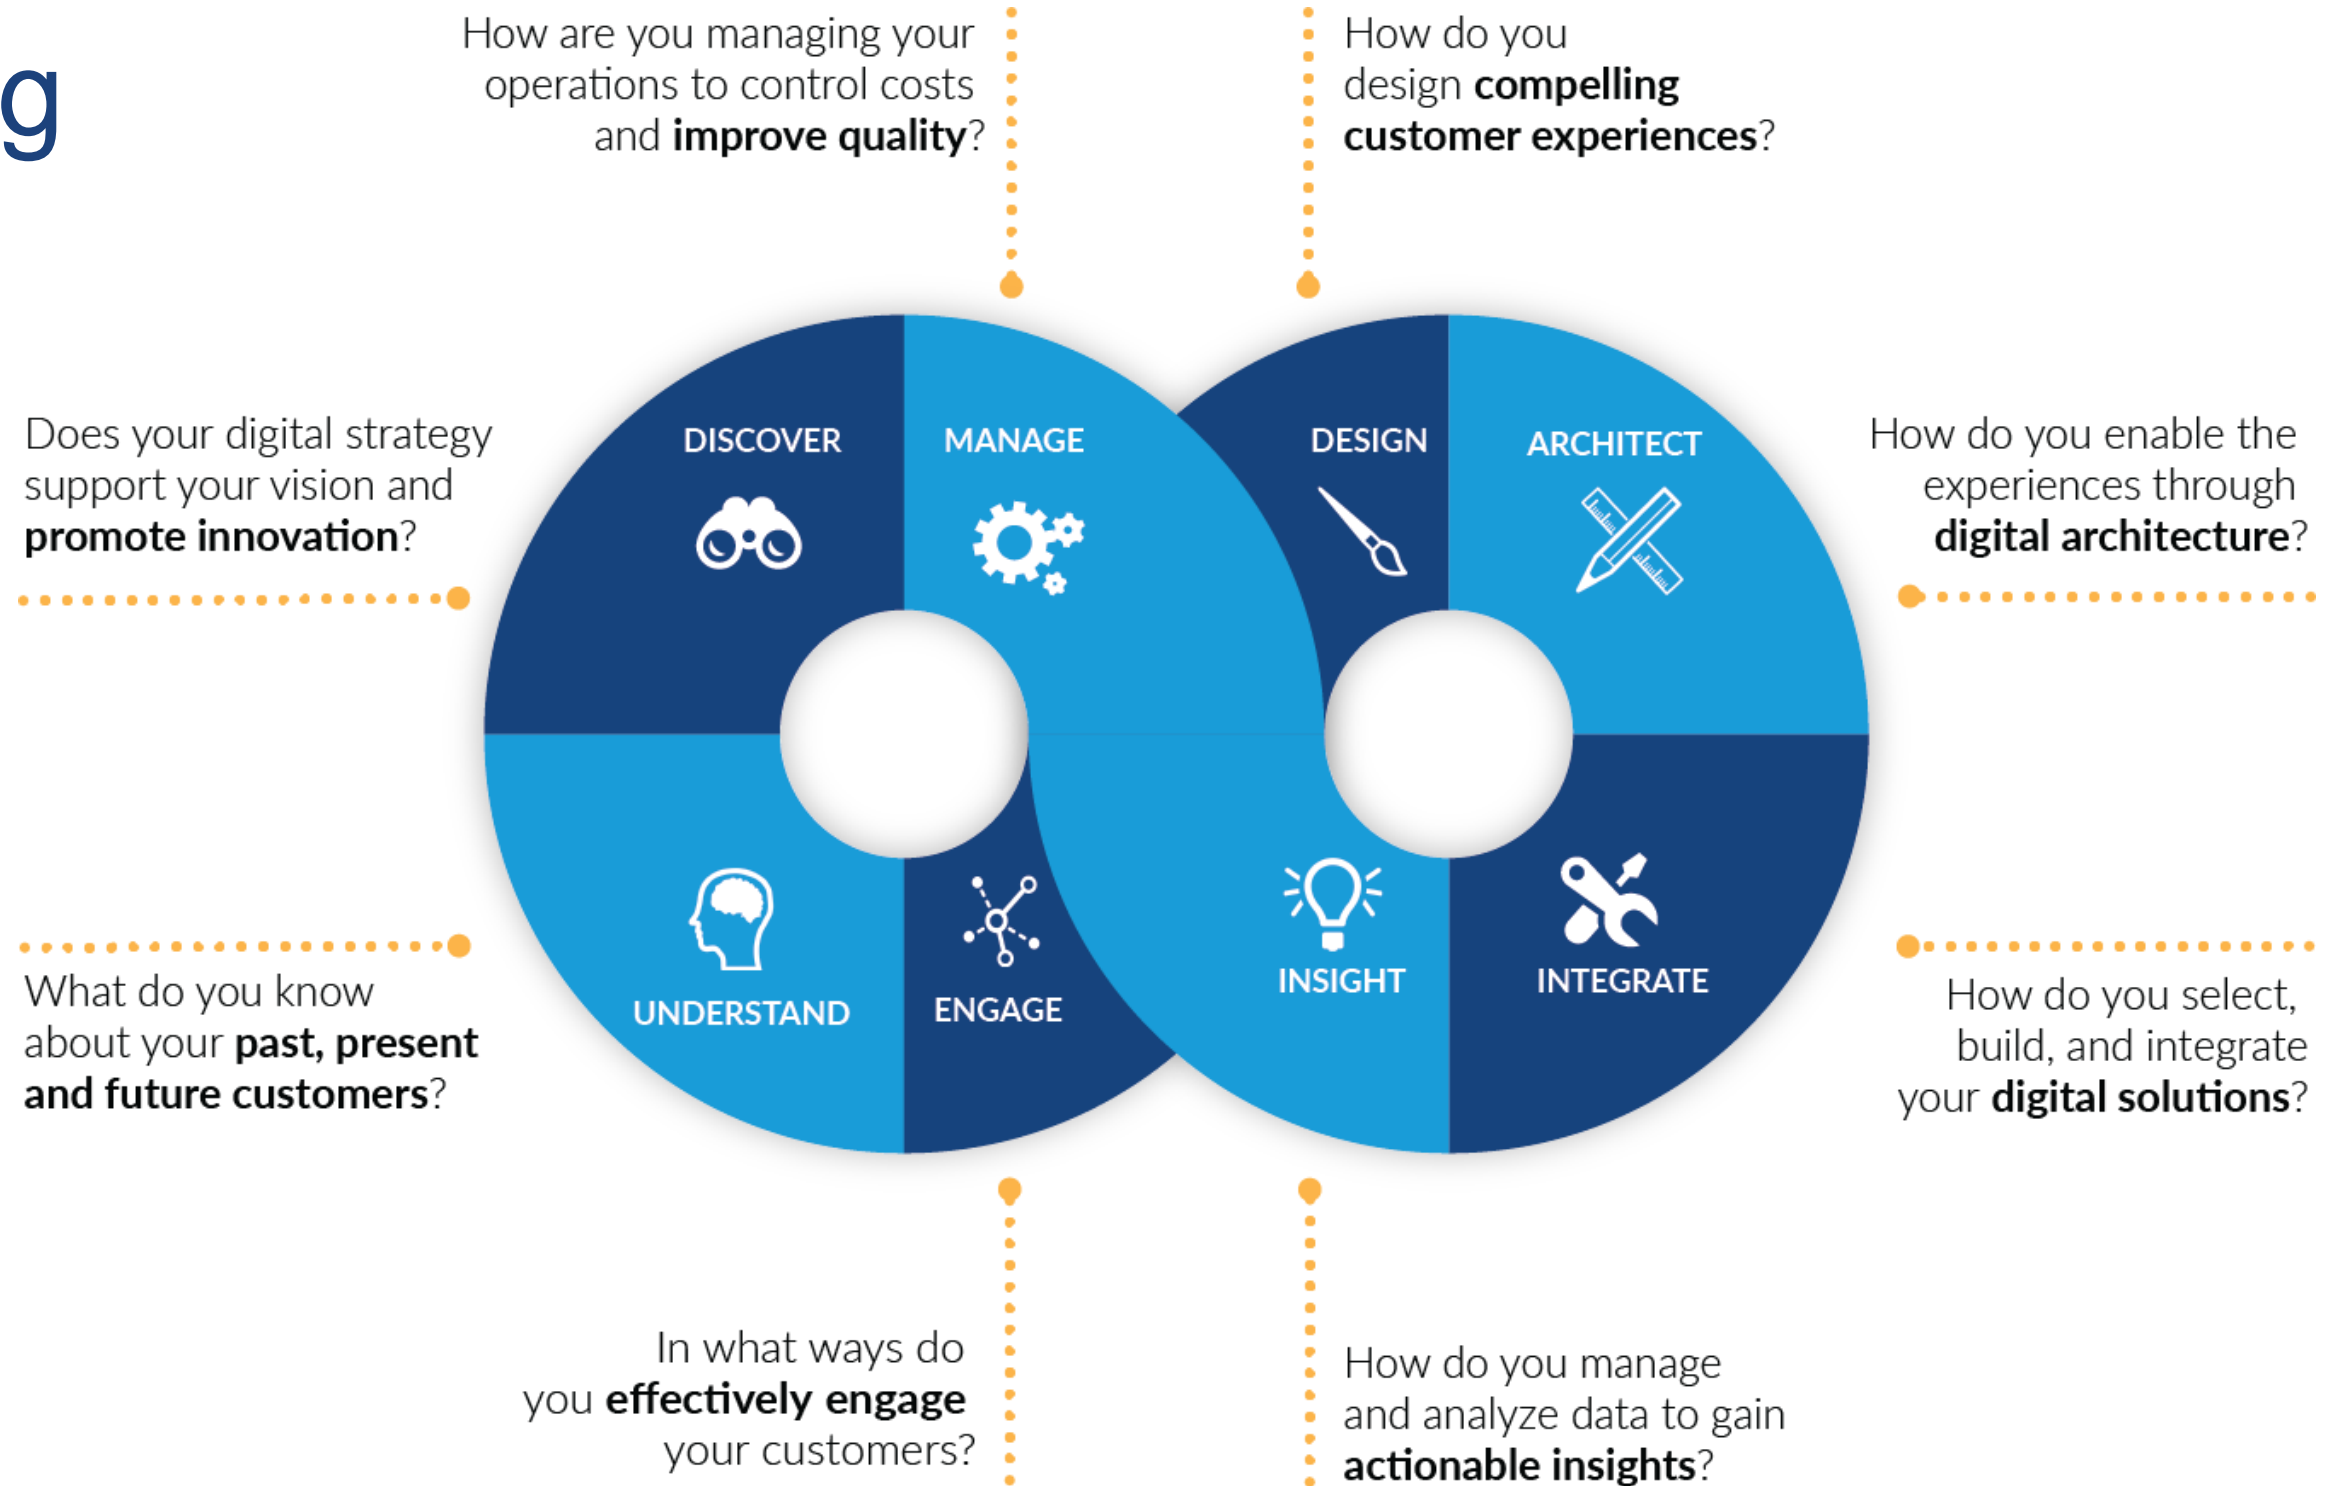 g
How are you managing your
operations to control costs
and improve quality?
How do you
design compelling
customer experiences?
Does your digital strategy
support your vision and
promote innovation?
DISCOVER
MANAGE
DESIGN
ARCHITECT
How do you enable the
experiences through
digital architecture?
What do you know
about your past, present
and future customers?
UNDERSTAND
ENGAGE
INSIGHT
INTEGRATE
How do you select,
build, and integrate
your digital solutions?
In what ways do
you effectively engage
your customers?
How do you manage
and analyze data to gain
actionable insights?